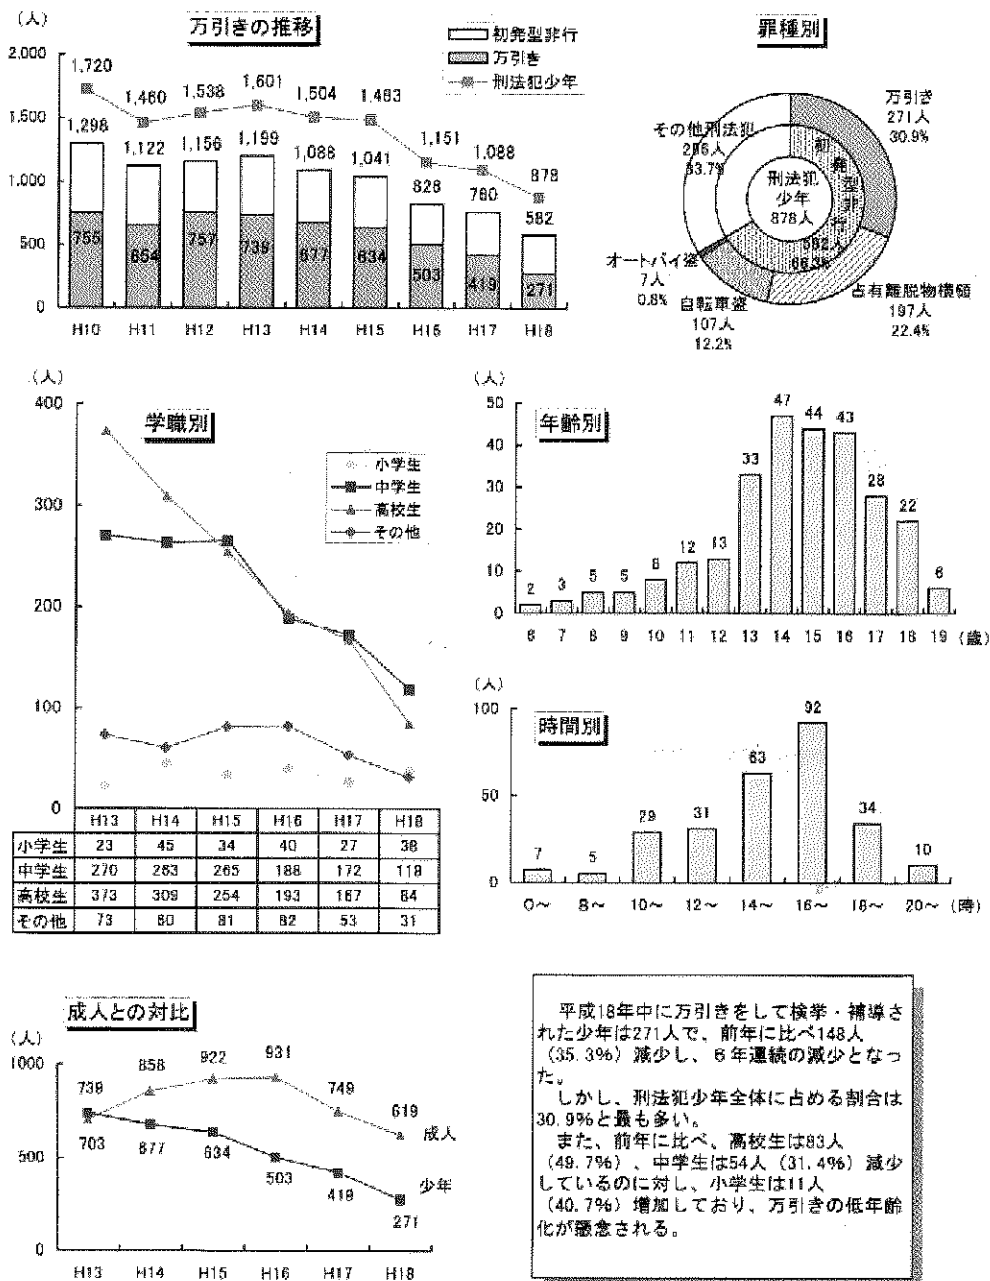 （人）
万引きの推移
初発型非行
万引き
刑法犯少年
2,000
1,500
1,000
500
0
1,720
1,460
1,538
1,601
1,504
1,483
1,151
1,088
878
1,298
1,122
1,156
1,199
1,088
1,041
828
760
582
755
654
757
739
677
634
503
419
271
H10 H11 H12 H13 H14 H15 H16 H17 H18
罪種別
万引き
271人
30.9%
その他刑法犯
296人
33.7%
初発型非行
582人
66.3%
刑法犯
少年
878人
オートバイ盗
7人
0.8%
自転車盗
107人
12.2%
占有離脱物横領
197人
22.4%
（人）
学職別
400
300
200
100
0
小学生
中学生
高校生
その他
H13 H14 H15 H16 H17 H18
小学生 23 45 34 40 27 38
中学生 270 263 265 188 172 118
高校生 373 309 254 193 167 84
その他 73 60 81 82 53 31
（人）
年齢別
50
40
30
20
10
0
2 3 5 5 8 12 13 33 47 44 43 28 22 6
6 7 8 9 10 11 12 13 14 15 16 17 18 19 （歳）
（人）
時間別
100
50
0
7 5 29 31 63 92 34 10
0～ 8～ 10～ 12～ 14～ 16～ 18～ 20～ （時）
成人との対比
（人）
1000
500
0
739
858
922
931
749
619
成人
703
677
634
503
419
271
少年
H13 H14 H15 H16 H17 H18
平成18年中に万引きをして検挙・補導さ
れた少年は271人で、前年に比べ148人
（35.3%）減少し、６年連続の減少となっ
た。
しかし、刑法犯少年全体に占める割合は
30.9%と最も多い。
また、前年に比べ、高校生は83人
（49.7%）、中学生は54人（31.4%）減少
しているのに対し、小学生は11人
（40.7%）増加しており、万引きの低年齢
化が懸念される。